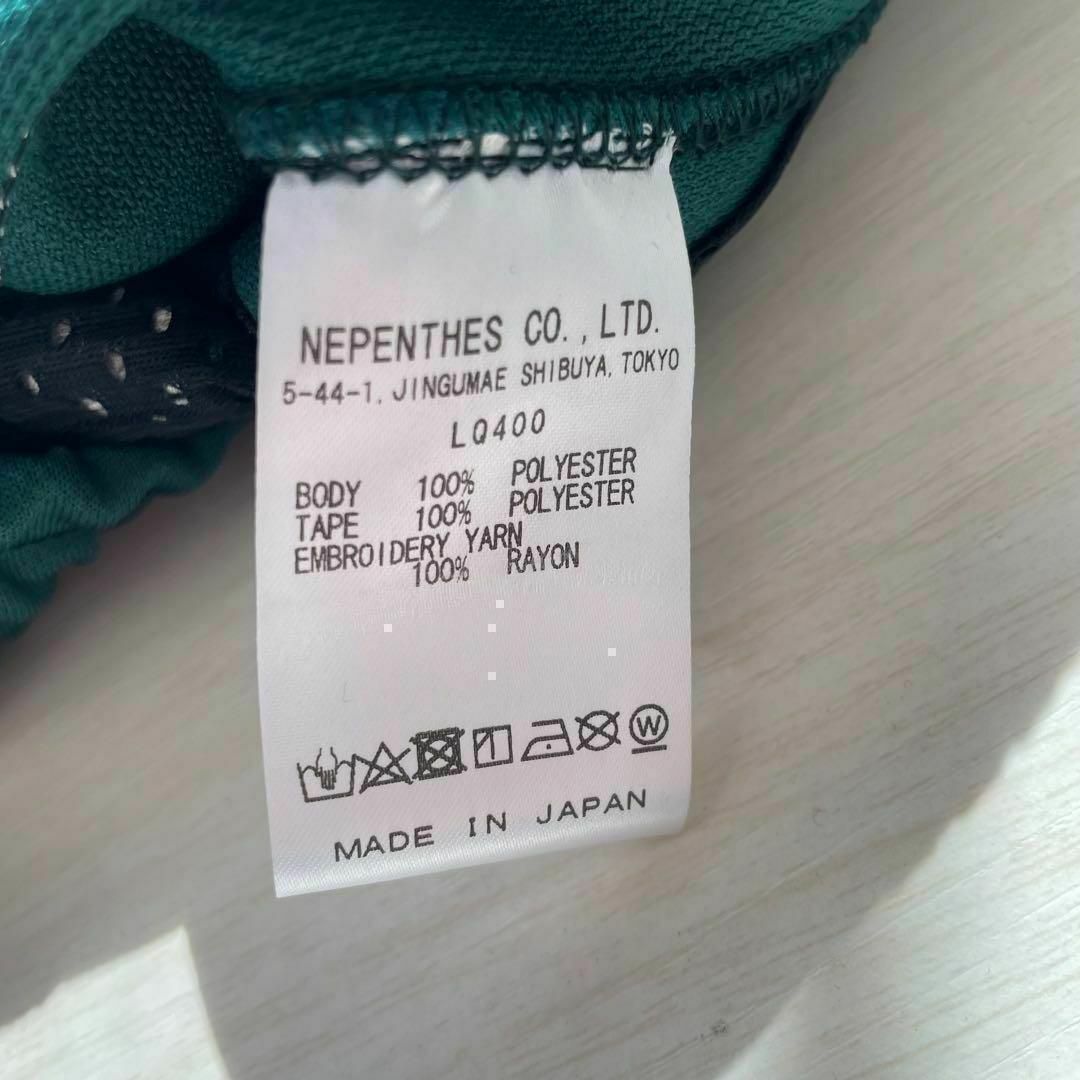 NEPENTHES CO.,LTD.
5-44-1, JINGUMAE SHIBUYA, TOKYO
LQ400
BODY 100% POLYESTER
TAPE 100% POLYESTER
EMBROIDERY YARN
100% RAYON
W
MADE IN JAPAN